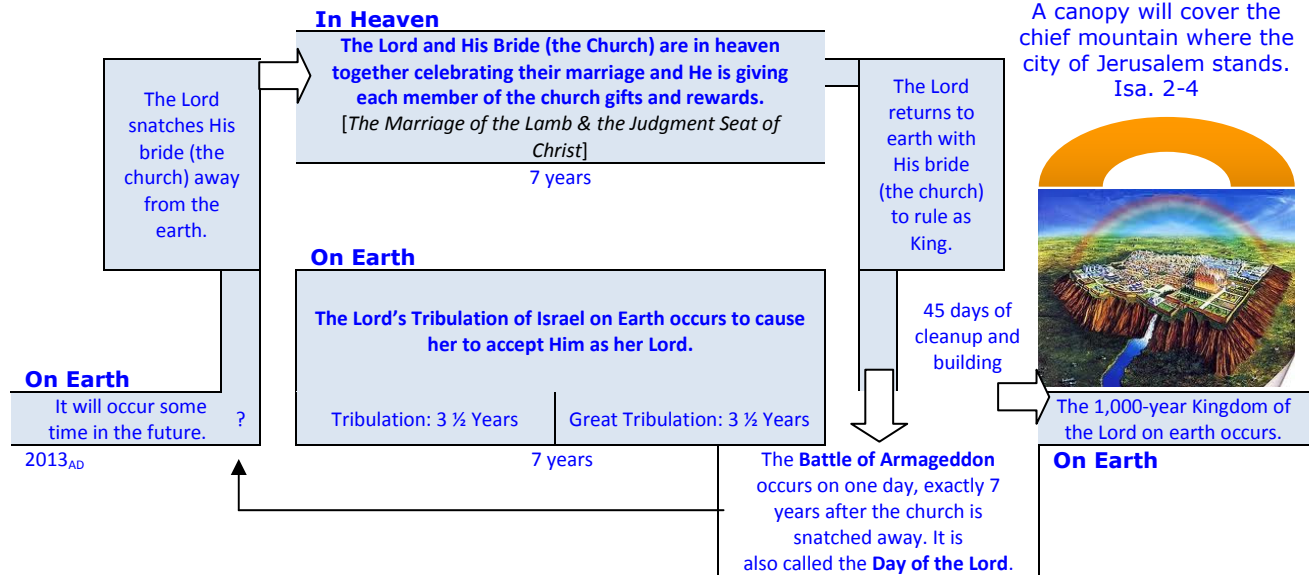 In Heaven
The Lord and His Bride (the Church) are in heaven
together celebrating their marriage and He is giving
each member of the church gifts and rewards.
[The Marriage of the Lamb & the Judgment Seat of
Christ]
7 years
A canopy will cover the
chief mountain where the
city of Jerusalem stands.
Isa. 2-4
The Lord
snatches His
bride (the
church) away
from the
earth.
The Lord
returns to
earth with
His bride
(the church)
to rule as
King.
On Earth
The Lord’s Tribulation of Israel on Earth occurs to cause
her to accept Him as her Lord.
Tribulation: 3 ½ Years
Great Tribulation: 3 ½ Years
7 years
45 days of
cleanup and
building
On Earth
It will occur some
time in the future.
?
2013AD
The 1,000-year Kingdom of
the Lord on earth occurs.
On Earth
The Battle of Armageddon
occurs on one day, exactly 7
years after the church is
snatched away. It is
also called the Day of the Lord.